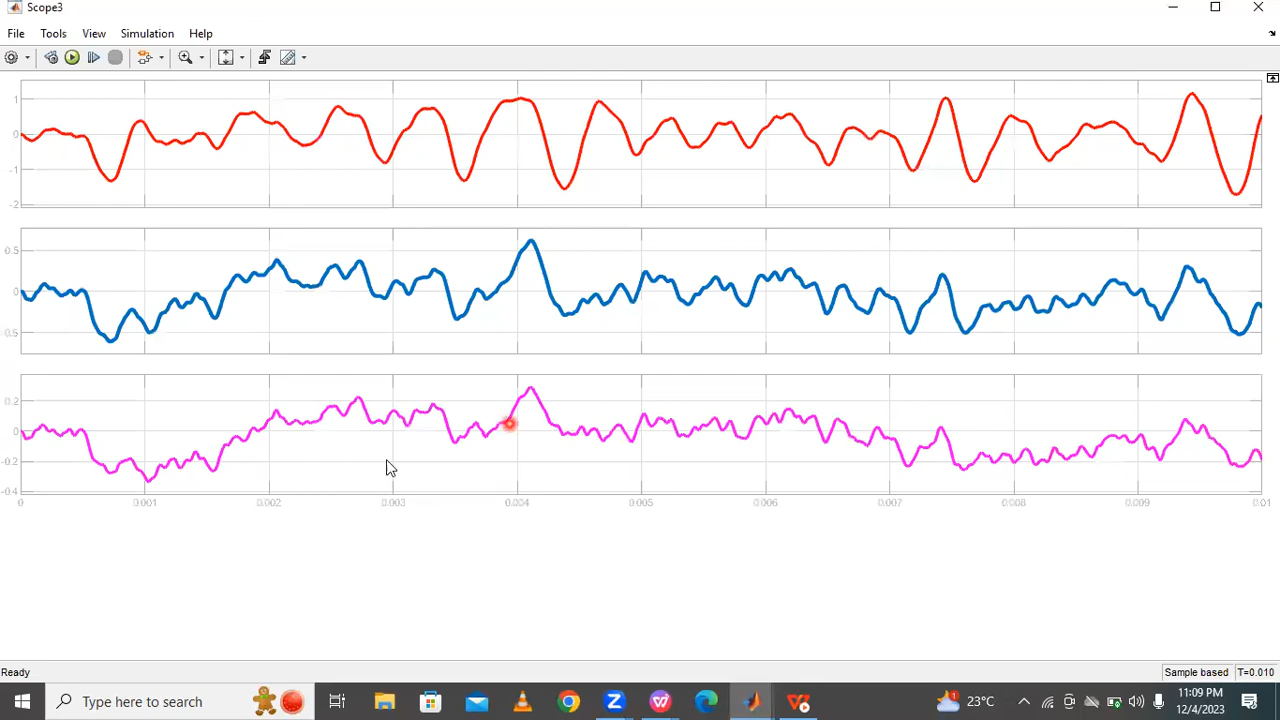 Scope3
File Tools View Simulation Help
1
0
-1
-2
0.5
0
0.5
0.2
0
-0.2
-0.4
0 0.001 0.002 0.003 0.004 0.005 0.006 0.007 0.008 0.009 0.01
Ready Sample based T=0.010
Type here to search
1 23°C
11:09 PM
12/4/2023